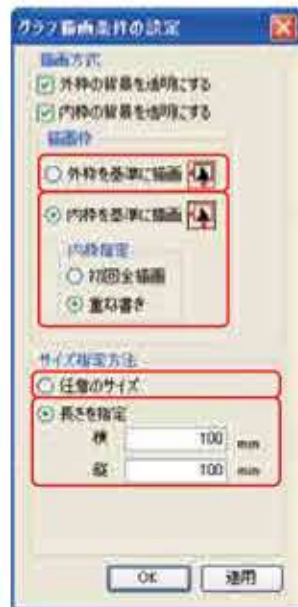 グラフ描画条件の設定
描画方式
外枠の背景を透明にする
内枠の背景を透明にする
描画枠
外枠を基準に描画
内枠を基準に描画
内枠指定
初回全描画
重ね書き
サイズ指定方法
任意のサイズ
長さを指定
横 100 mm
縦 100 mm
OK 適用